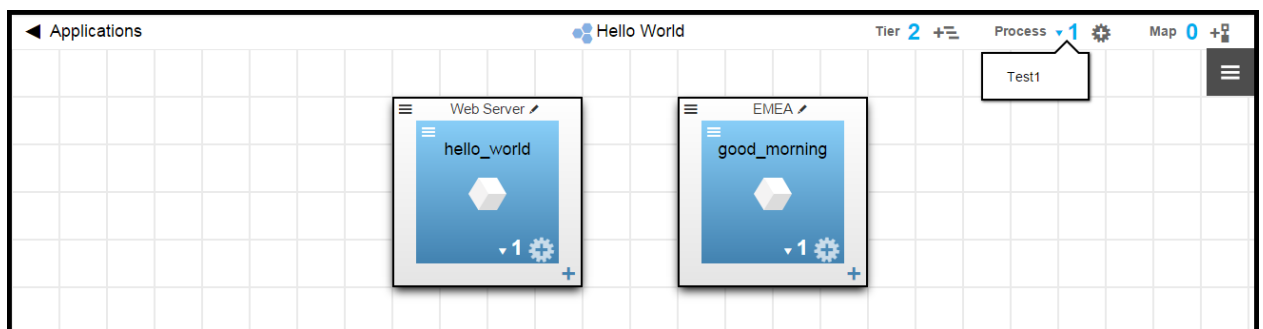 Applications
Hello World
Tier 2
Process 1
Map 0
Test1
Web Server
EMEA
hello_world
good_morning
1
1